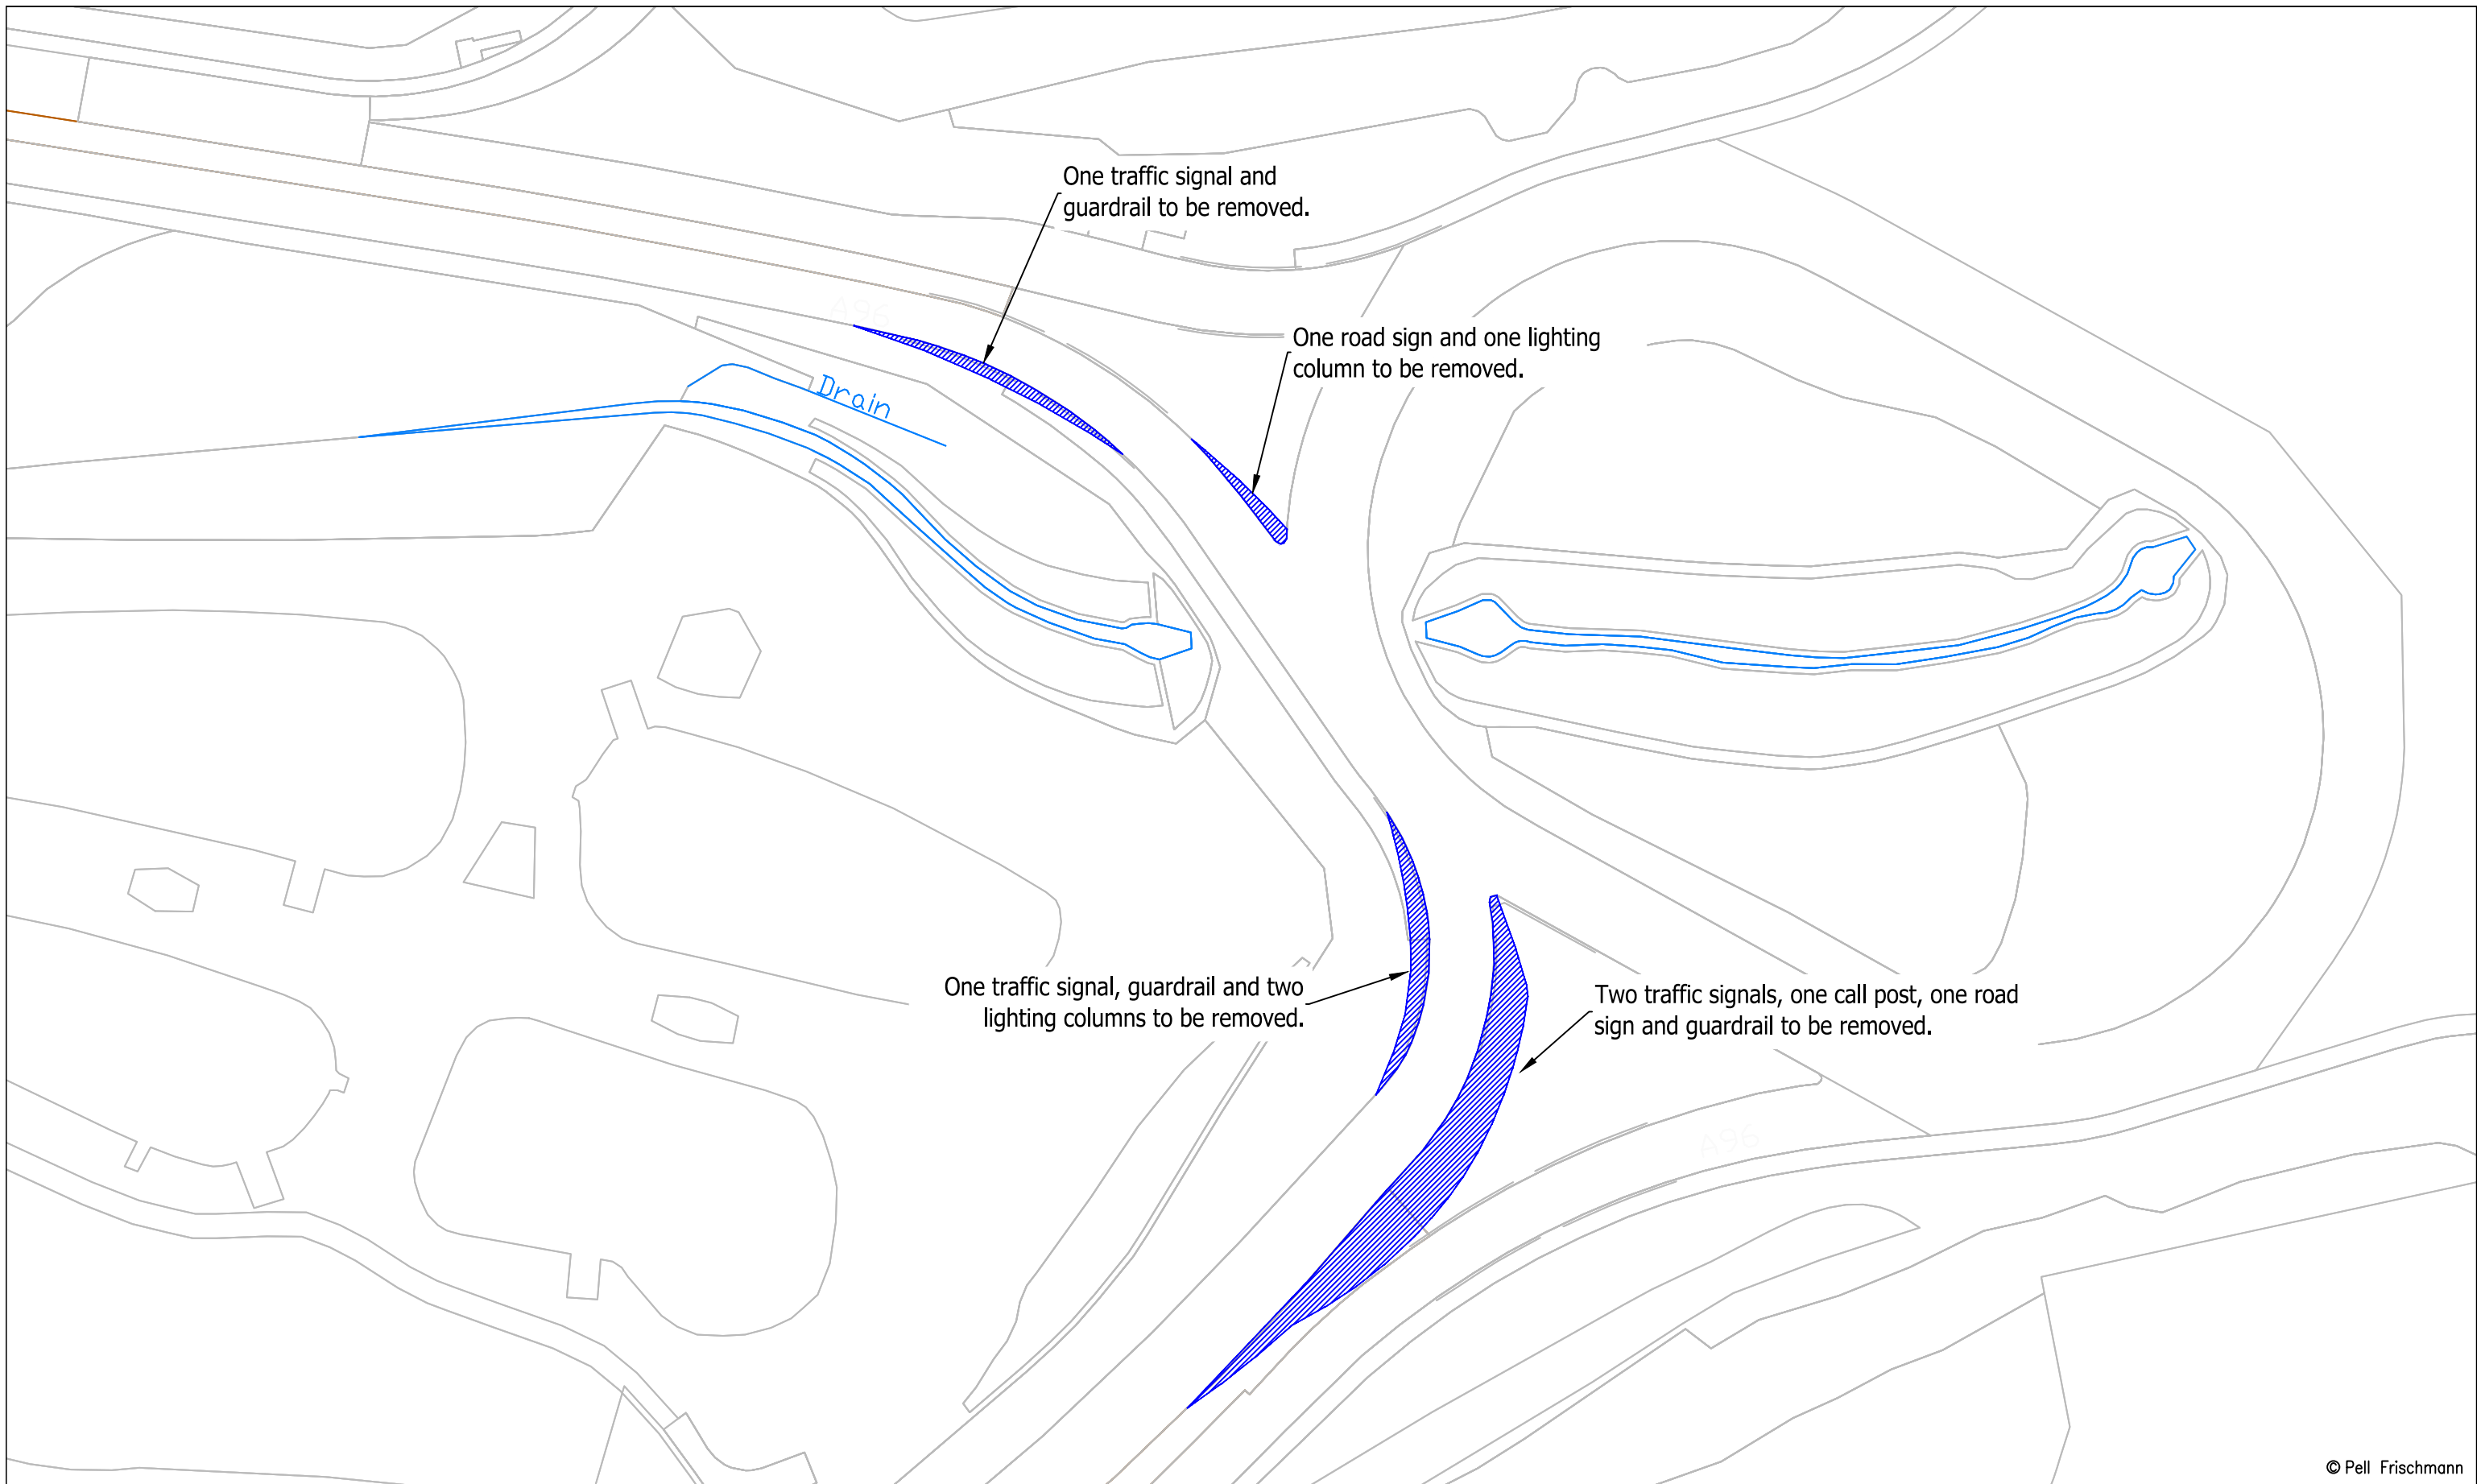 One traffic signal and
guardrail to be removed.
A96
One road sign and one lighting
column to be removed.
Drain
One traffic signal, guardrail and two
lighting columns to be removed.
Two traffic signals, one call post, one road
sign and guardrail to be removed.
A96
© Pell Frischmann